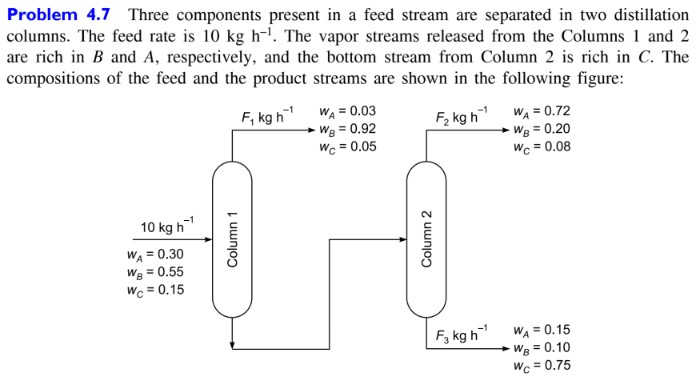 Problem 4.7 Three components present in a feed stream are separated in two distillation
columns. The feed rate is 10 kg h⁻¹. The vapor streams released from the Columns 1 and 2
are rich in B and A, respectively, and the bottom stream from Column 2 is rich in C. The
compositions of the feed and the product streams are shown in the following figure:
F₁ kg h⁻¹
w_A = 0.03
w_B = 0.92
w_C = 0.05
F₂ kg h⁻¹
w_A = 0.72
w_B = 0.20
w_C = 0.08
10 kg h⁻¹
w_A = 0.30
w_B = 0.55
w_C = 0.15
Column 1
Column 2
F₃ kg h⁻¹
w_A = 0.15
w_B = 0.10
w_C = 0.75